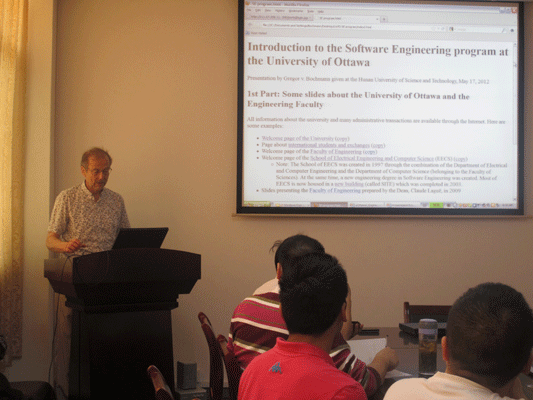 Introduction to the Software Engineering program at
the University of Ottawa
Presentation by Gregor v. Bochmann given at the Hunan University of Science and Technology, May 17, 2012
1st Part: Some slides about the University of Ottawa and the
Engineering Faculty
All information about the university and many administrative transactions are available through the Internet. Here are
some examples:
Welcome page of the University (copy)
Page about international students and exchanges (copy)
Welcome page of the Faculty of Engineering (copy)
Welcome page of the School of Electrical Engineering and Computer Science (EECS) (copy)
Note: The School of EECS was created in 1997 through the combination of the Department of Electrical
and Computer Engineering and the Department of Computer Science (belonging to the Faculty of
Sciences). At the same time, a new engineering degree in Software Engineering was created. Most of
EECS is now housed in a new building (called SITE) which was completed in 2003.
Slides presenting the Faculty of Engineering prepared by the Dean, Claude Laguë, in 2009